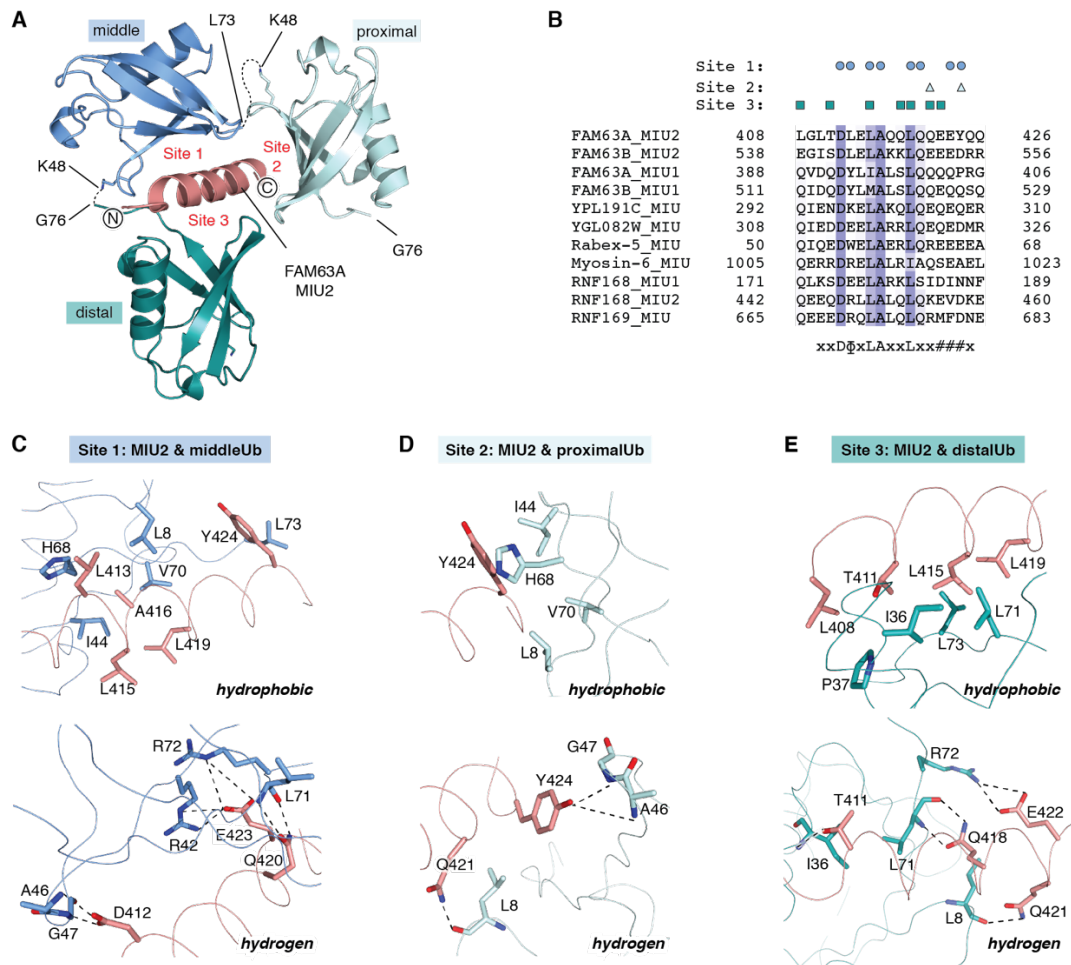 A
middle
L73
K48
proximal
Site 1
Site 2
K48
C
N
Site 3
G76
G76
FAM63A MIU2
distal
B
Site 1:
Site 2:
Site 3:
FAM63A_MIU2 408 LGLTDLELAQQLQQEEYQQ 426
FAM63B_MIU2 538 EGISDLELAKKLQEEEDRR 556
FAM63A_MIU1 388 QVDQDYLIALSLQQQQPRG 406
FAM63B_MIU1 511 QIDQDYLMALSLQQEQQSQ 529
YPL191C_MIU 292 QIENDKELAKQLQEQEQER 310
YGL082W_MIU 308 QIEDEELARRLQELEDMR 326
Rabex-5_MIU 50 QIQEDWELAERLQREEEEA 68
Myosin-6_MIU 1005 QERRDREELALRIAQSEAEL 1023
RNF168_MIU1 171 QLKSDEELARKLSIDINNF 189
RNF168_MIU2 442 QEEQDRLLALQLQKEVDKE 460
RNF169_MIU 665 QEEEDRQLALQLQRMFDNE 683
xxDΦxLAxxLxx###x
C
Site 1: MIU2 & middleUb
L8
Y424
L73
H68
L413
V70
A416
I44
L419
L415
hydrophobic
R72
L71
E423
R42
Q420
A46
D412
G47
hydrogen
D
Site 2: MIU2 & proximalUb
I44
Y424
H68
V70
L8
hydrophobic
G47
Y424
A46
Q421
L8
hydrogen
E
Site 3: MIU2 & distalUb
L419
L415
T411
I36
L71
L408
L73
P37
hydrophobic
R72
T411
E422
Q418
I36
L71
L8
Q421
hydrogen